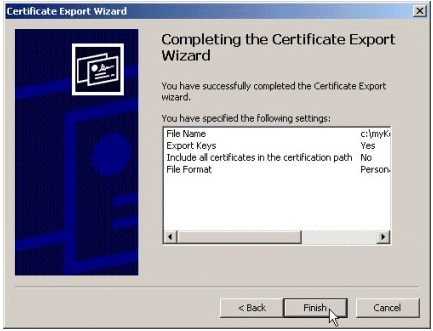 Certificate Export Wizard
Completing the Certificate Export
Wizard
You have successfully completed the Certificate Export
wizard.
You have specified the following settings:
File Name c:\myK
Export Keys Yes
Include all certificates in the certification path No
File Format Person
< Back Finish Cancel